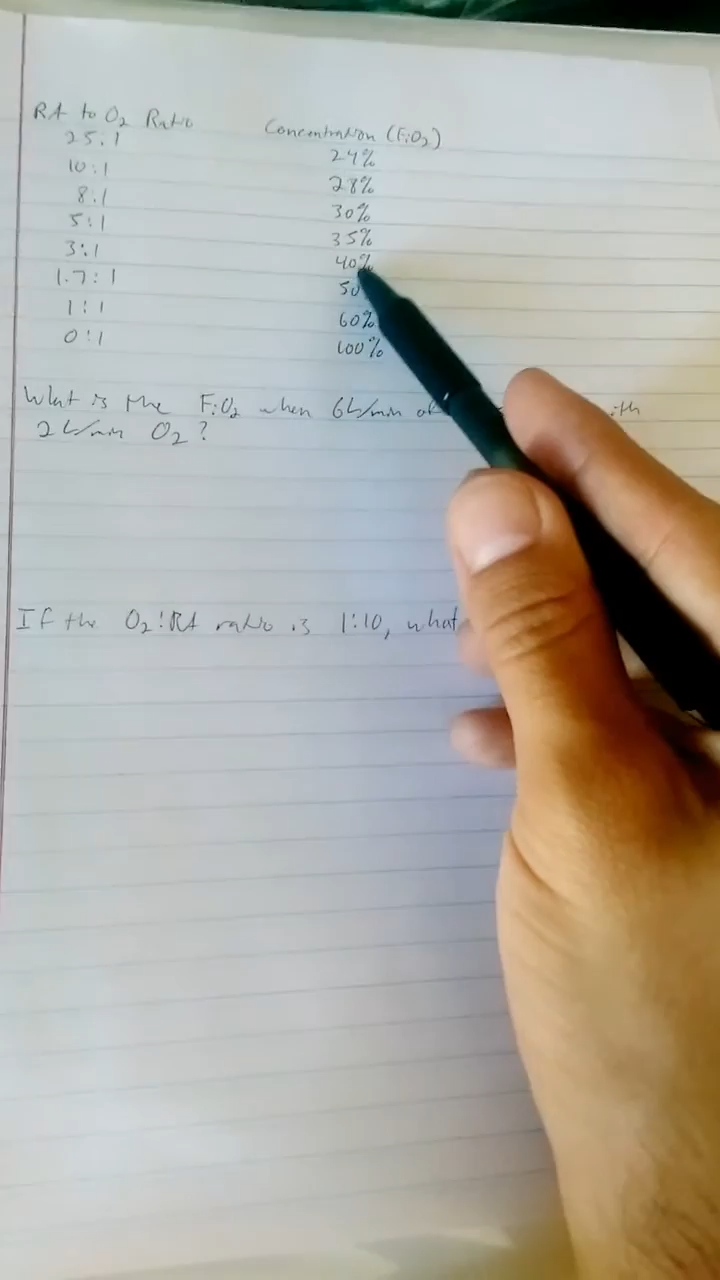 RA to O2 Ratio Concentration (FiO2)
25:1 24%
10:1 28%
8:1 30%
5:1 35%
3:1 40%
1.7:1 50
1:1 60%
0:1 100%
What is the FiO2 when 6L/min of with
2L/min O2?
If the O2:RA ratio is 1:10, what